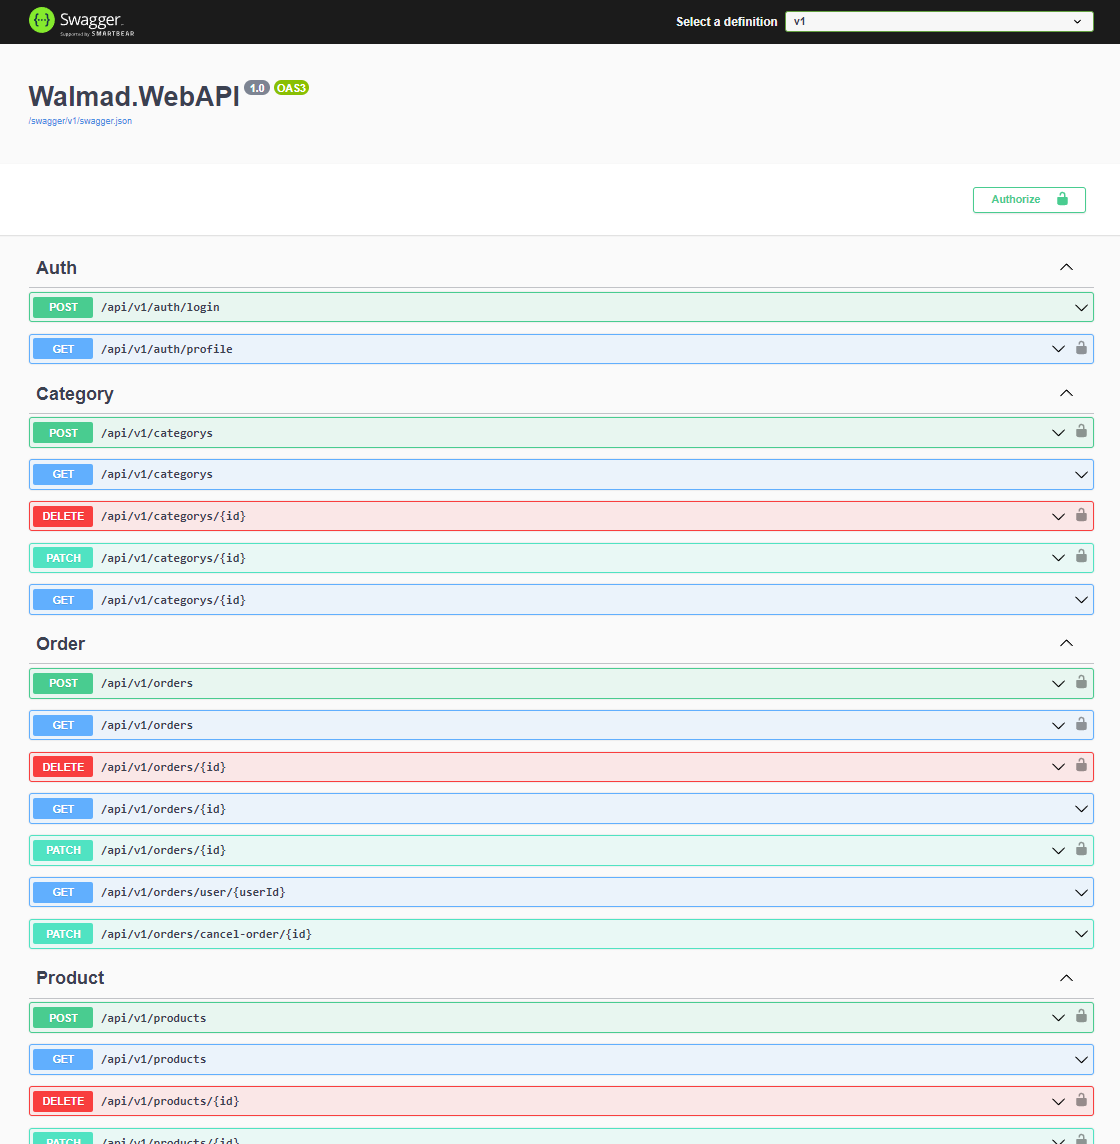 Swagger.
Supported by SMARTBEAR
Select a definition
v1
Walmad.WebAPI 1.0 OAS3
/swagger/v1/swagger.json
Authorize
Auth
POST /api/v1/auth/login
GET /api/v1/auth/profile
Category
POST /api/v1/categorys
GET /api/v1/categorys
DELETE /api/v1/categorys/{id}
PATCH /api/v1/categorys/{id}
GET /api/v1/categorys/{id}
Order
POST /api/v1/orders
GET /api/v1/orders
DELETE /api/v1/orders/{id}
GET /api/v1/orders/{id}
PATCH /api/v1/orders/{id}
GET /api/v1/orders/user/{userId}
PATCH /api/v1/orders/cancel-order/{id}
Product
POST /api/v1/products
GET /api/v1/products
DELETE /api/v1/products/{id}
PATCH /api/v1/products/{id}